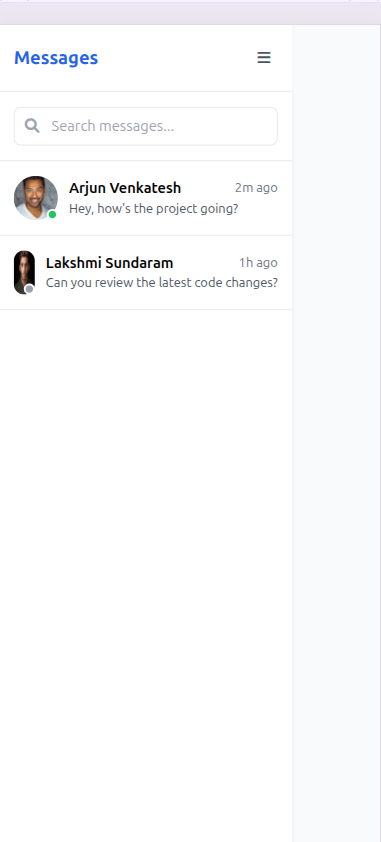 Messages
Search messages...
Arjun Venkatesh 2m ago
Hey, how's the project going?
Lakshmi Sundaram 1h ago
Can you review the latest code changes?